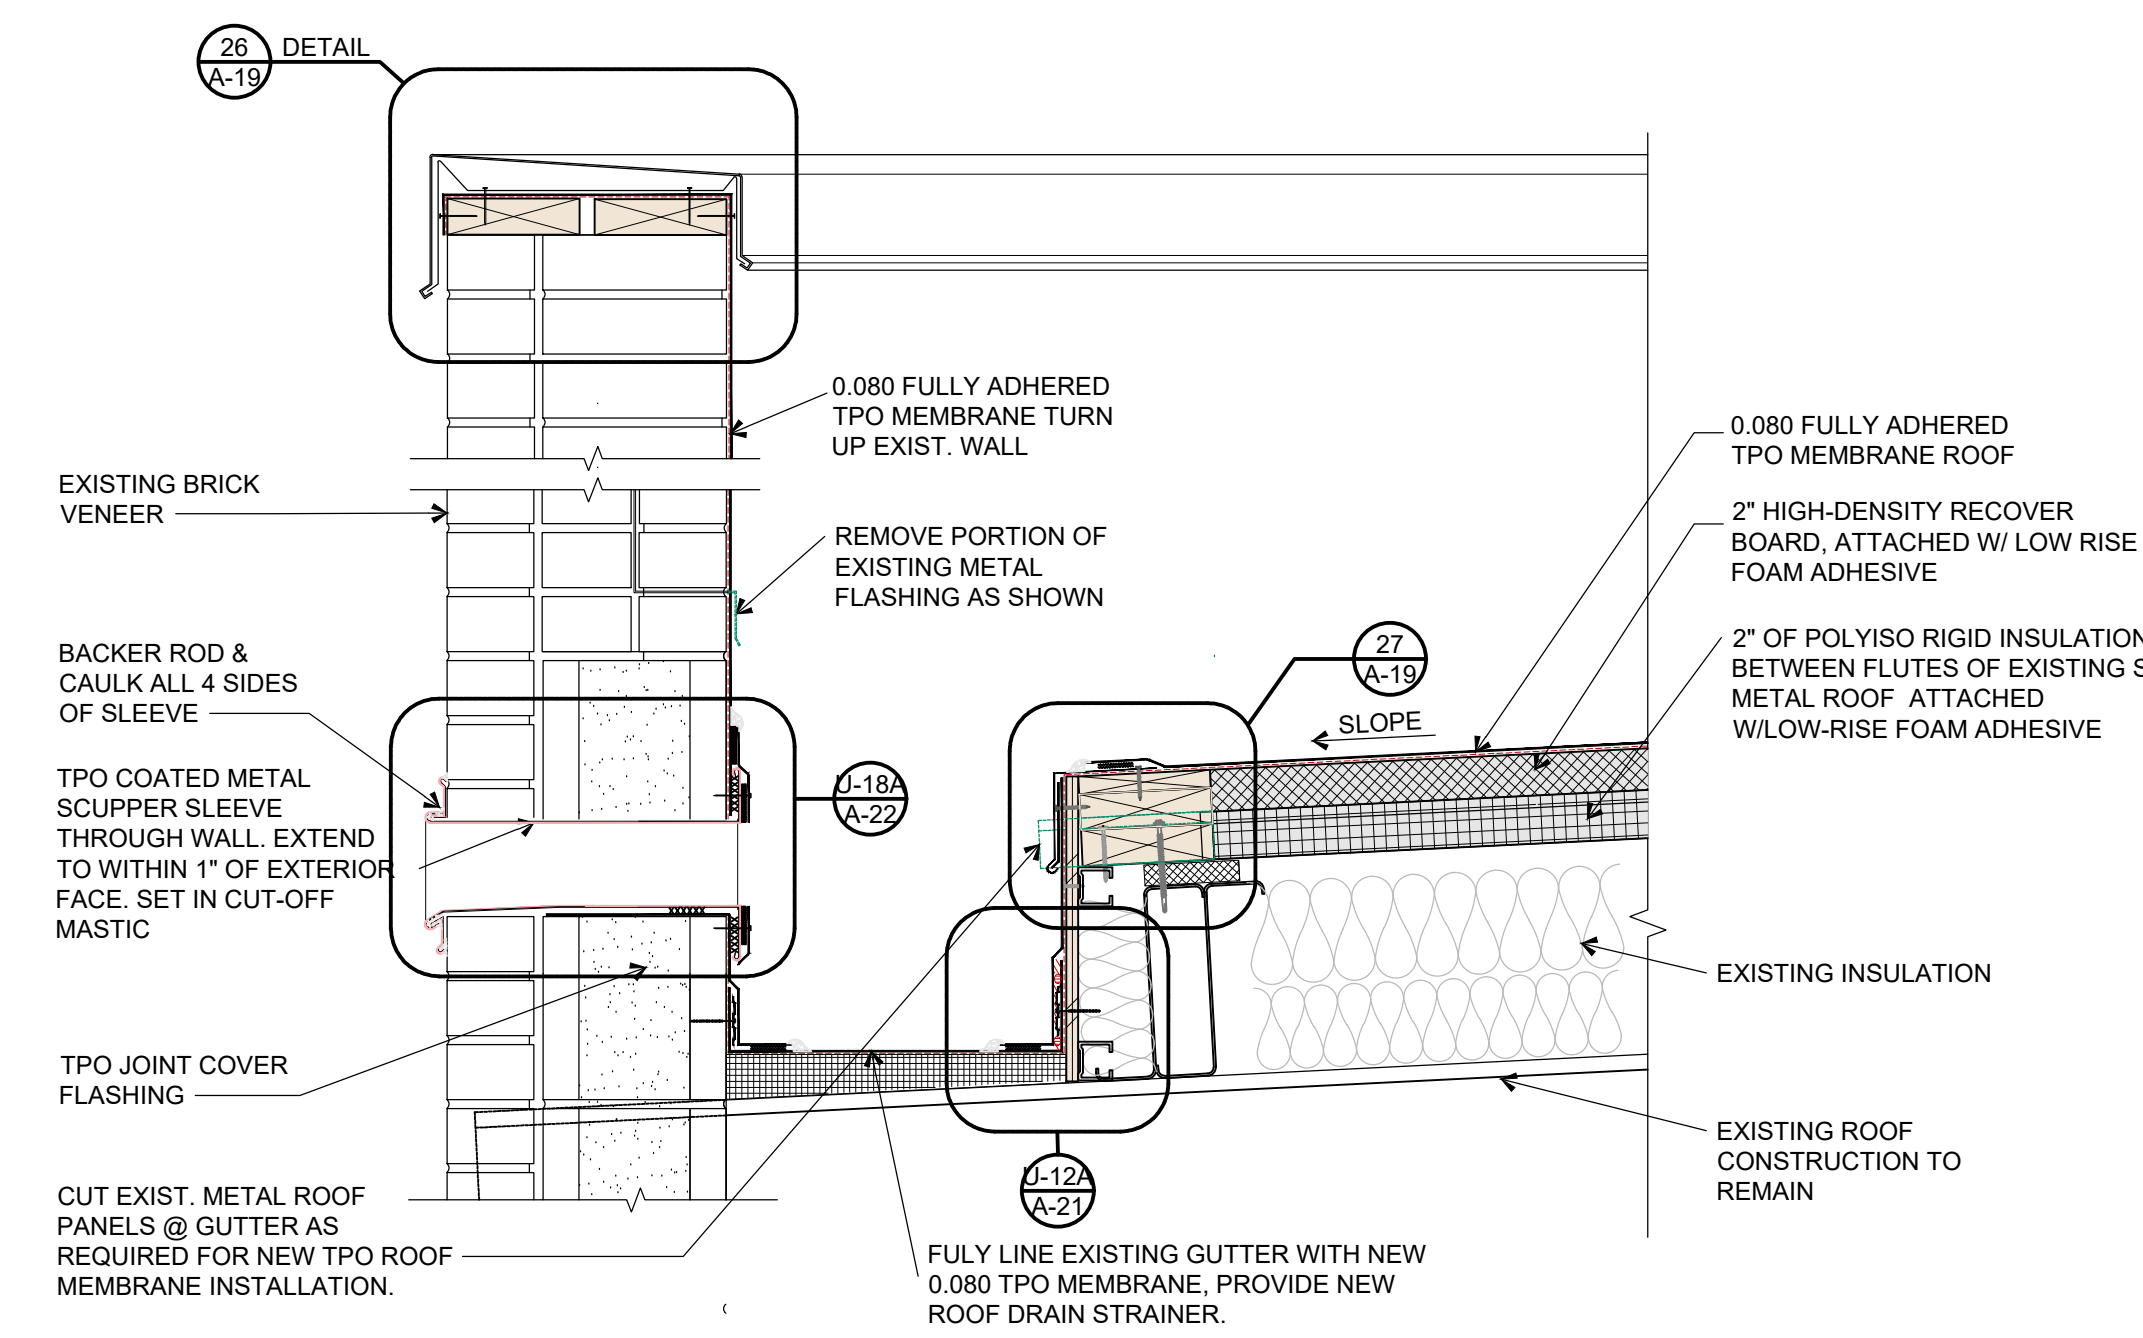 26
A-19
DETAIL
0.080 FULLY ADHERED
TPO MEMBRANE TURN
UP EXIST. WALL
0.080 FULLY ADHERED
TPO MEMBRANE ROOF
EXISTING BRICK
VENEER
2" HIGH-DENSITY RECOVER
BOARD, ATTACHED W/ LOW RISE
FOAM ADHESIVE
REMOVE PORTION OF
EXISTING METAL
FLASHING AS SHOWN
2" OF POLYISO RIGID INSULATION
BETWEEN FLUTES OF EXISTING S
METAL ROOF ATTACHED
W/LOW-RISE FOAM ADHESIVE
BACKER ROD &
CAULK ALL 4 SIDES
OF SLEEVE
27
A-19
SLOPE
TPO COATED METAL
SCUPPER SLEEVE
THROUGH WALL. EXTEND
TO WITHIN 1" OF EXTERIOR
FACE. SET IN CUT-OFF
MASTIC
U-18A
A-22
EXISTING INSULATION
TPO JOINT COVER
FLASHING
EXISTING ROOF
CONSTRUCTION TO
REMAIN
U-12A
A-21
CUT EXIST. METAL ROOF
PANELS @ GUTTER AS
REQUIRED FOR NEW TPO ROOF
MEMBRANE INSTALLATION.
FULY LINE EXISTING GUTTER WITH NEW
0.080 TPO MEMBRANE, PROVIDE NEW
ROOF DRAIN STRAINER.